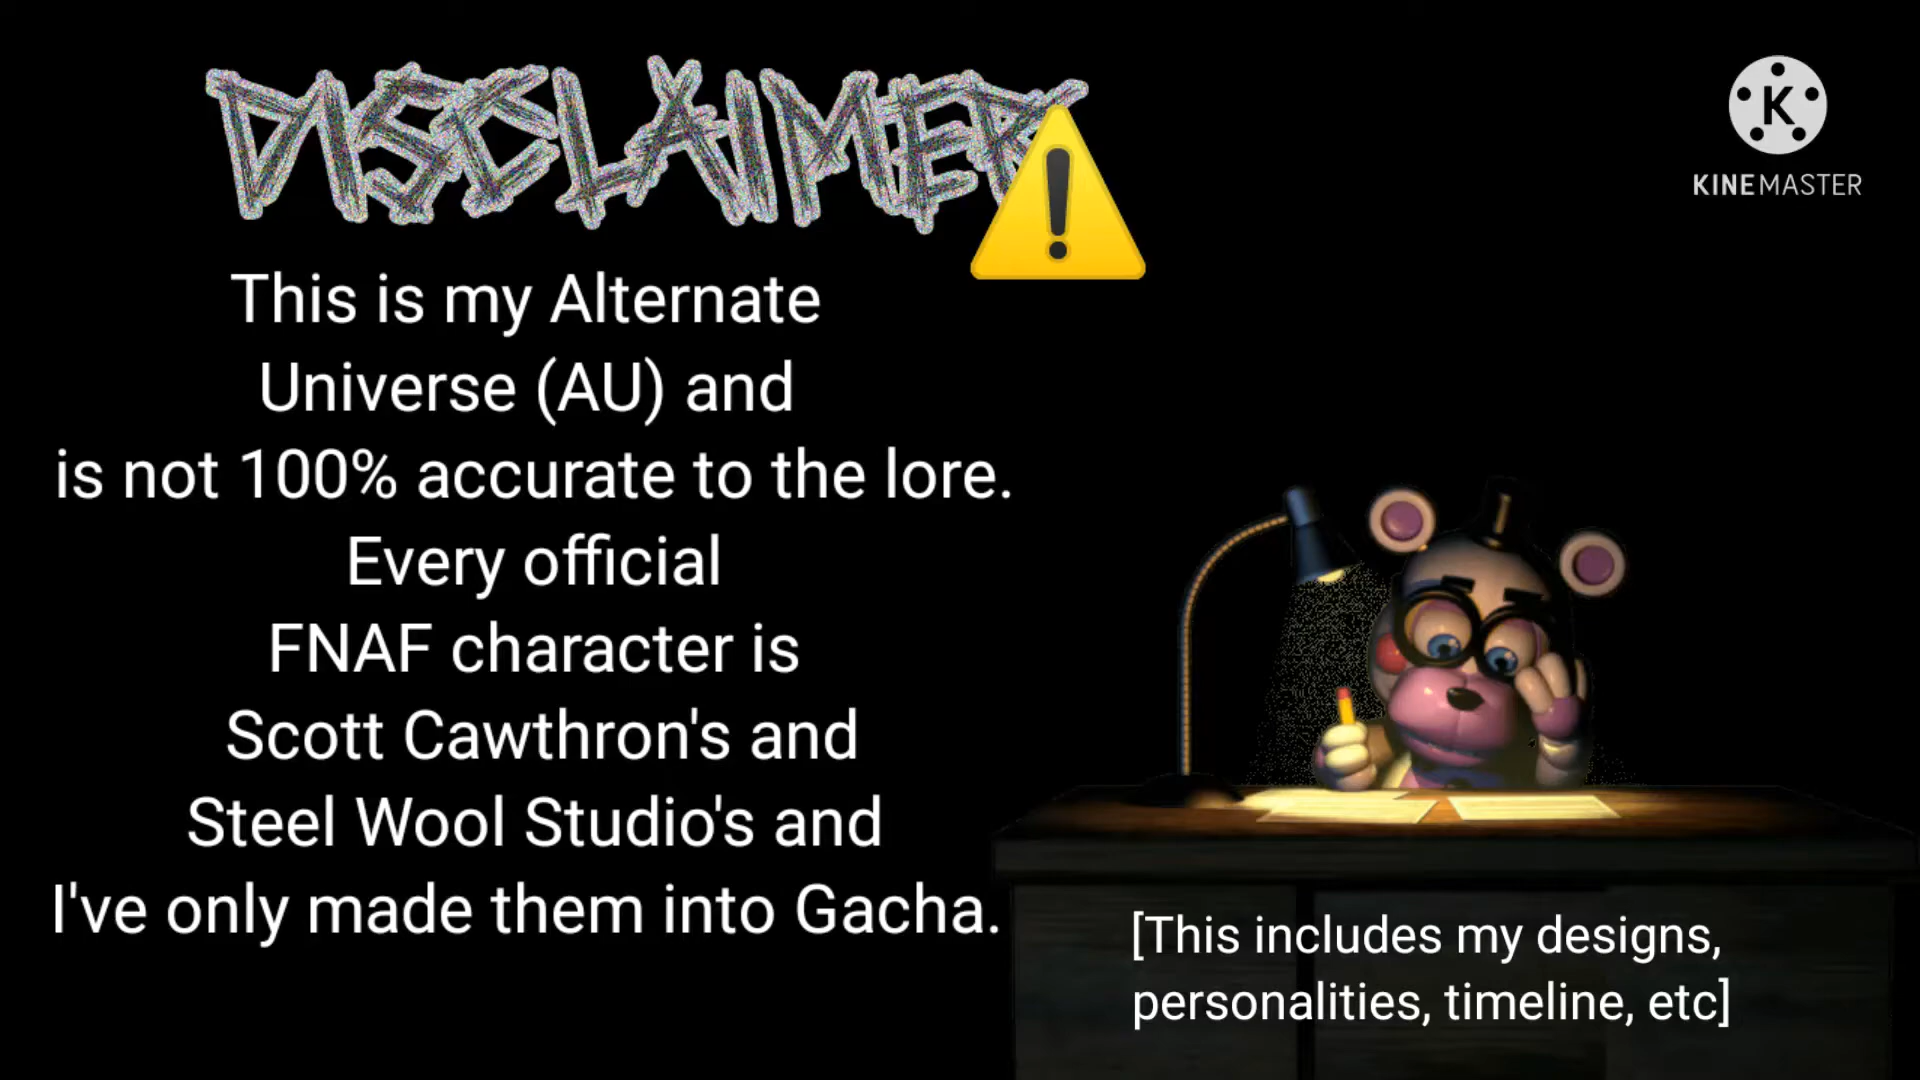 DISCLAIMER
K
KINEMASTER
This is my Alternate
Universe (AU) and
is not 100% accurate to the lore.
Every official
FNAF character is
Scott Cawthron's and
Steel Wool Studio's and
I've only made them into Gacha.
[This includes my designs,
personalities, timeline, etc]